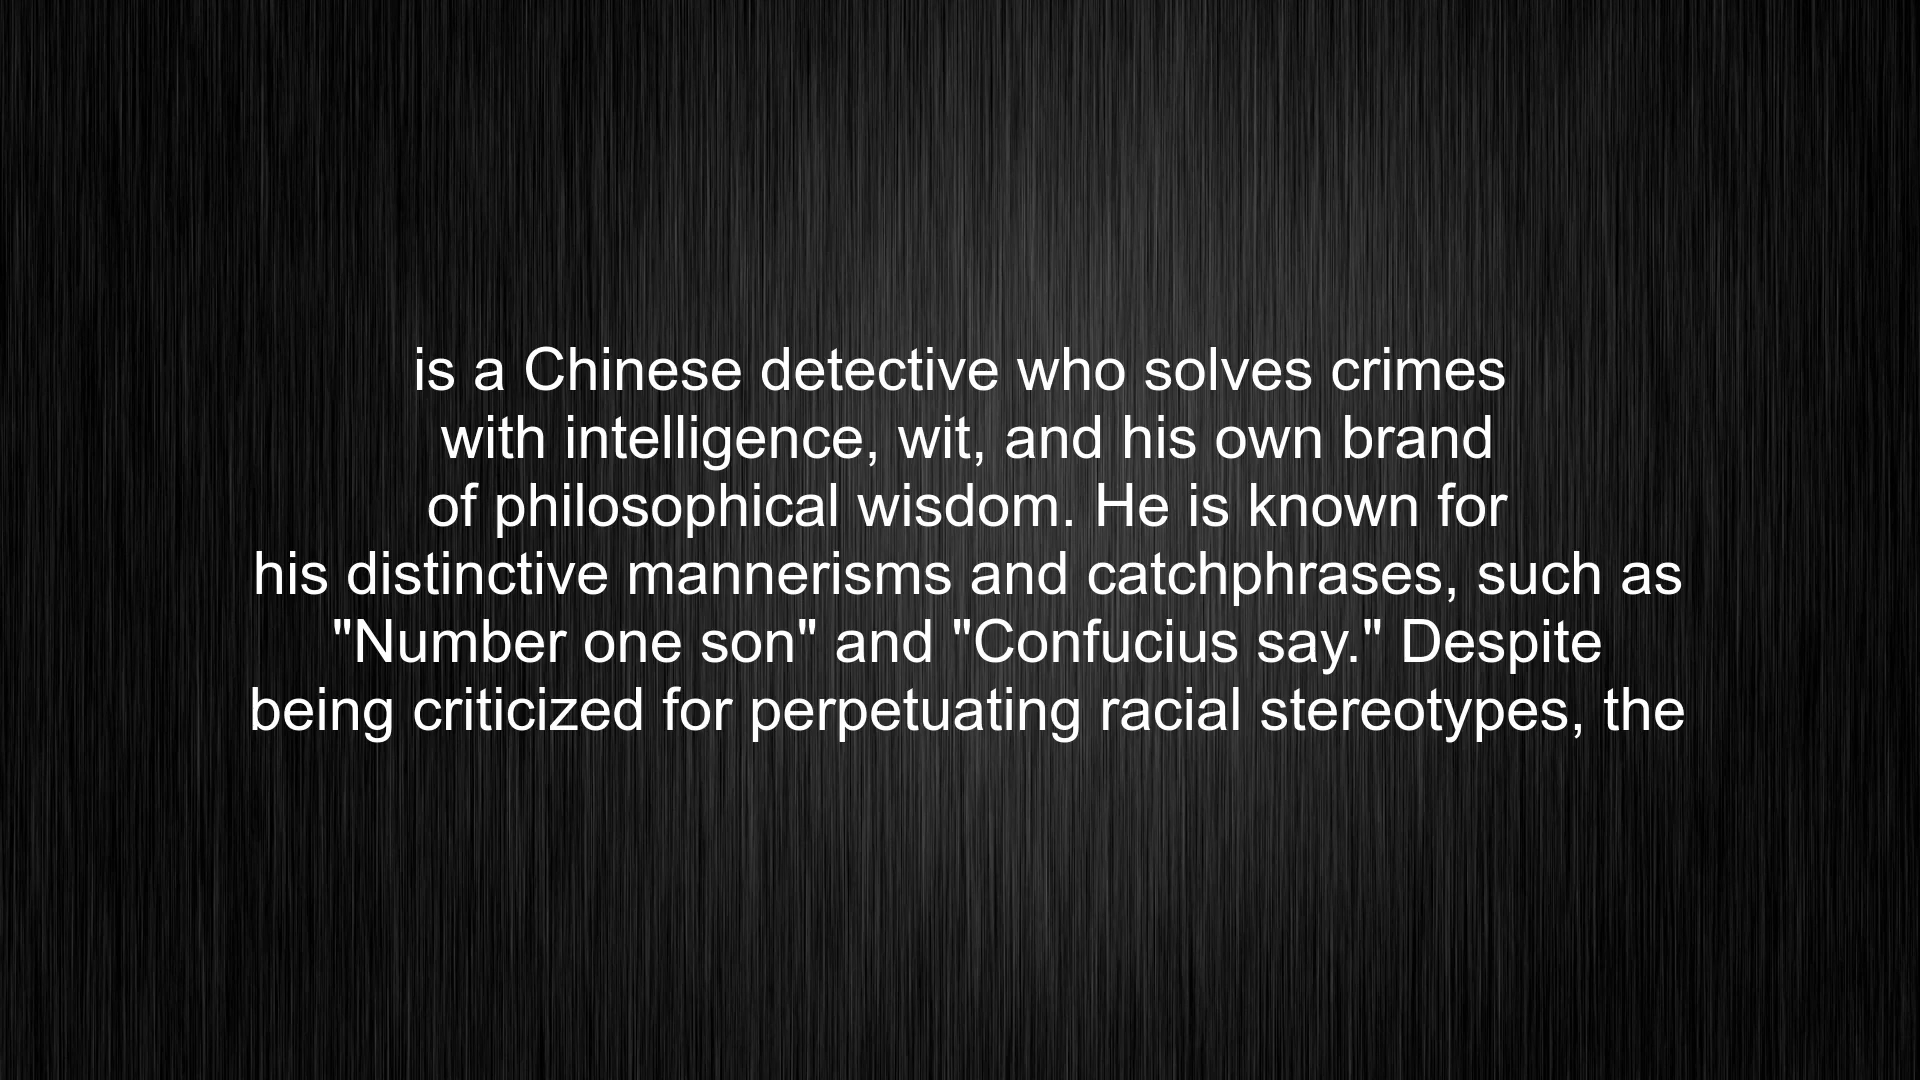 is a Chinese detective who solves crimes
with intelligence, wit, and his own brand
of philosophical wisdom. He is known for
his distinctive mannerisms and catchphrases, such as
"Number one son" and "Confucius say." Despite
being criticized for perpetuating racial stereotypes, the